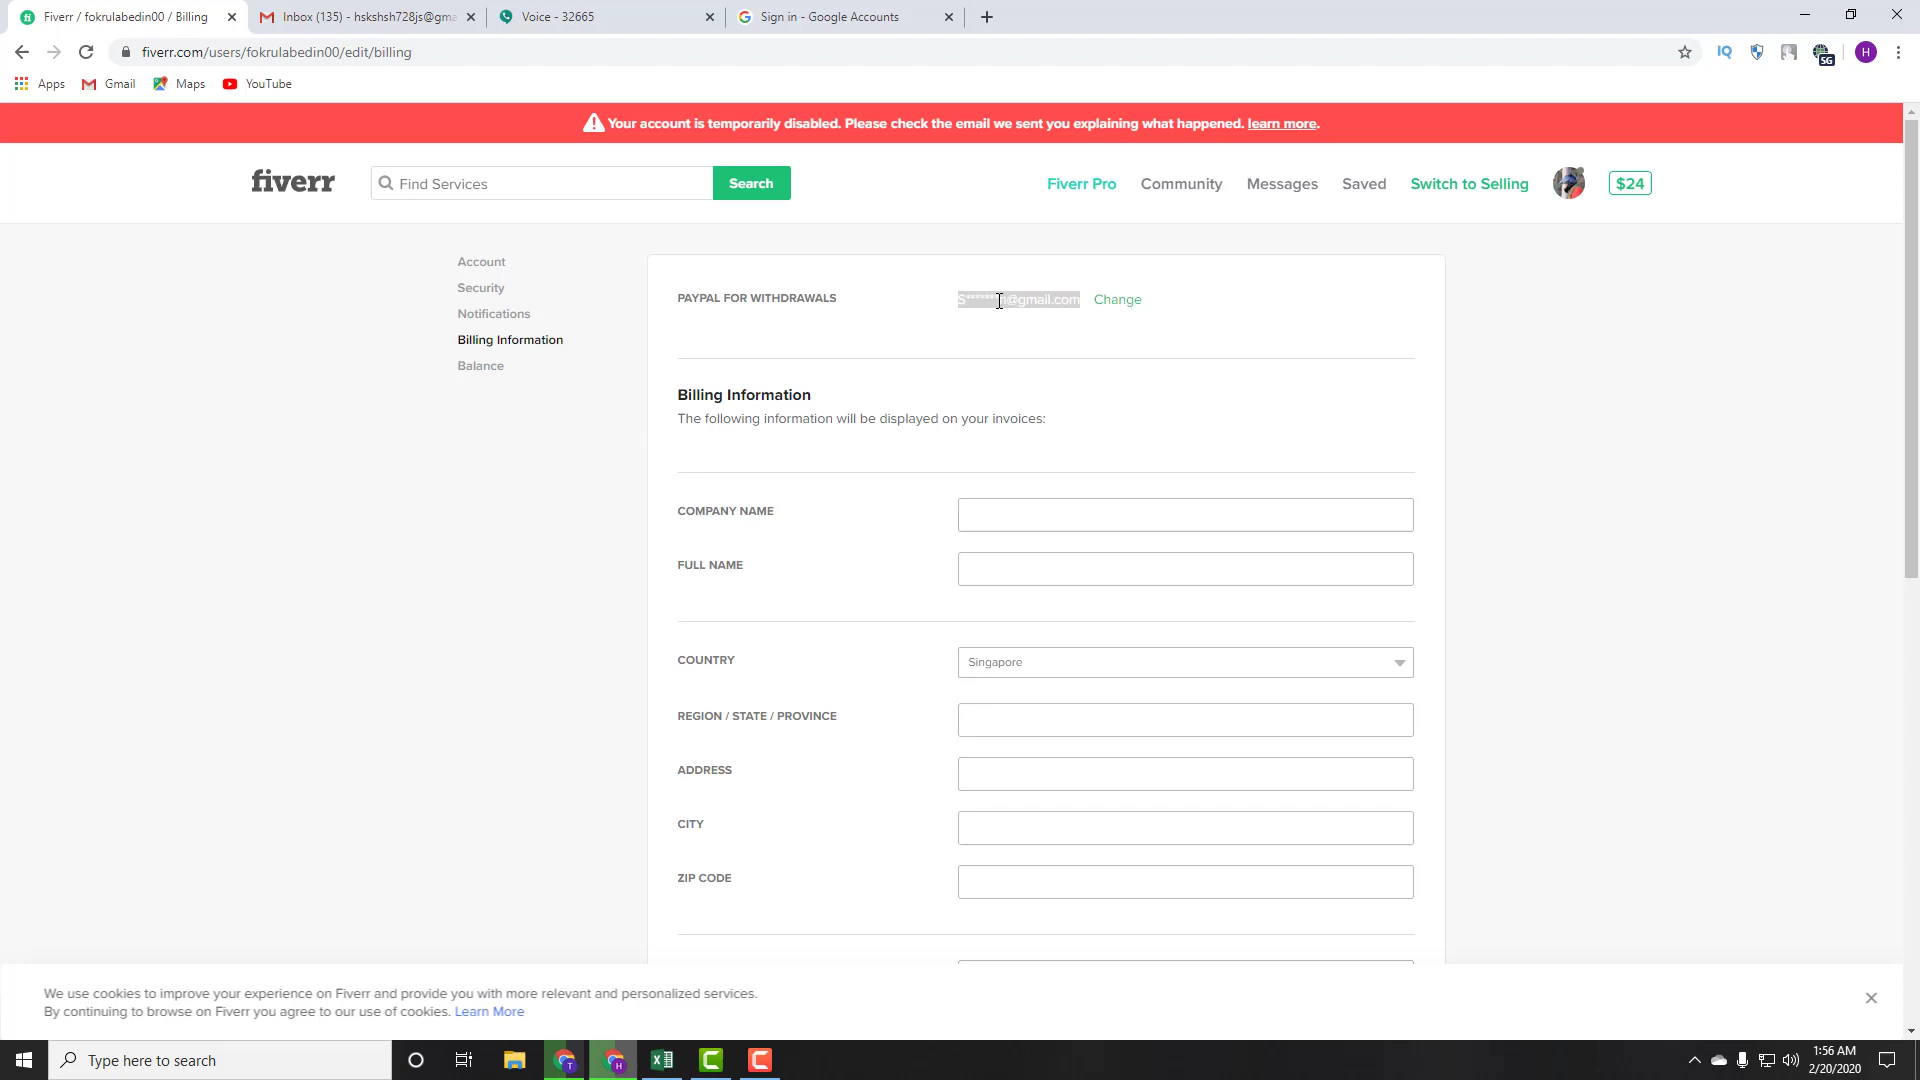 Fiverr / fokrulabedin00 / Billing
Inbox (135) - hskshsh728js@gma
Voice - 32665
Sign in - Google Accounts
fiverr.com/users/fokrulabedin00/edit/billing
IQ
SG
H
Apps
Gmail
Maps
YouTube
Your account is temporarily disabled. Please check the email we sent you explaining what happened. learn more.
fiverr
Find Services
Search
Fiverr Pro
Community
Messages
Saved
Switch to Selling
$24
Account
Security
Notifications
Billing Information
Balance
PAYPAL FOR WITHDRAWALS
S*******n@gmail.com
Change
Billing Information
The following information will be displayed on your invoices:
COMPANY NAME
FULL NAME
COUNTRY
Singapore
REGION / STATE / PROVINCE
ADDRESS
CITY
ZIP CODE
We use cookies to improve your experience on Fiverr and provide you with more relevant and personalized services.
By continuing to browse on Fiverr you agree to our use of cookies. Learn More
Type here to search
1:56 AM
2/20/2020